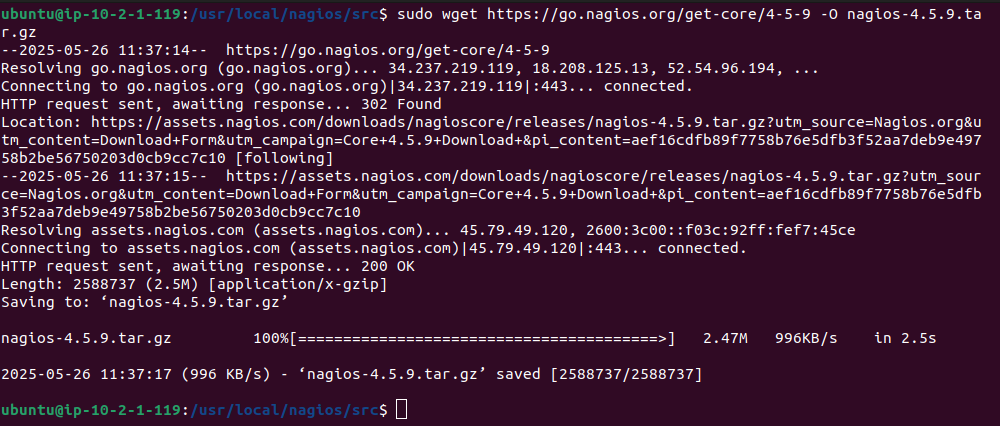 ubuntu@ip-10-2-1-119:/usr/local/nagios/src$ sudo wget https://go.nagios.org/get-core/4-5-9 -O nagios-4.5.9.ta
r.gz
--2025-05-26 11:37:14--  https://go.nagios.org/get-core/4-5-9
Resolving go.nagios.org (go.nagios.org)... 34.237.219.119, 18.208.125.13, 52.54.96.194, ...
Connecting to go.nagios.org (go.nagios.org)|34.237.219.119|:443... connected.
HTTP request sent, awaiting response... 302 Found
Location: https://assets.nagios.com/downloads/nagioscore/releases/nagios-4.5.9.tar.gz?utm_source=Nagios.org&u
tm_content=Download+Form&utm_campaign=Core+4.5.9+Download+&pi_content=aef16cdfb89f7758b76e5dfb3f52aa7deb9e497
58b2be56750203d0cb9cc7c10 [following]
--2025-05-26 11:37:15--  https://assets.nagios.com/downloads/nagioscore/releases/nagios-4.5.9.tar.gz?utm_sour
ce=Nagios.org&utm_content=Download+Form&utm_campaign=Core+4.5.9+Download+&pi_content=aef16cdfb89f7758b76e5dfb
3f52aa7deb9e49758b2be56750203d0cb9cc7c10
Resolving assets.nagios.com (assets.nagios.com)... 45.79.49.120, 2600:3c00::f03c:92ff:fef7:45ce
Connecting to assets.nagios.com (assets.nagios.com)|45.79.49.120|:443... connected.
HTTP request sent, awaiting response... 200 OK
Length: 2588737 (2.5M) [application/x-gzip]
Saving to: ‘nagios-4.5.9.tar.gz’
nagios-4.5.9.tar.gz         100%[========================================>]   2.47M   996KB/s    in 2.5s
2025-05-26 11:37:17 (996 KB/s) - ‘nagios-4.5.9.tar.gz’ saved [2588737/2588737]
ubuntu@ip-10-2-1-119:/usr/local/nagios/src$